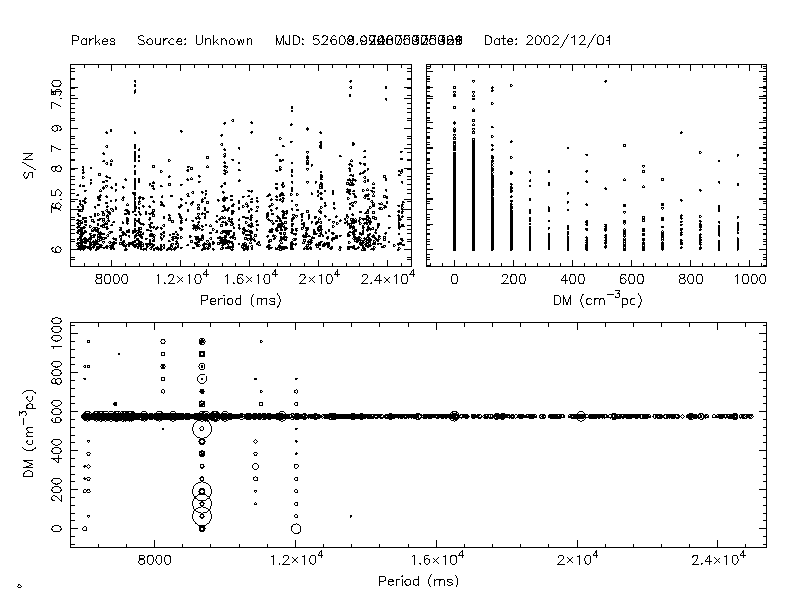 Parkes Source: Unknown MJD: Date: 2002/12/01
S/N
6 8 9
8000 1.2×10⁴ 1.6×10⁴ 2×10⁴ 2.4×10⁴
Period (ms)
0 200 400 600 800 1000
DM (cm⁻³pc)
DM (cm⁻³pc)
0 200 400 600 800 1000
8000 1.2×10⁴ 1.6×10⁴ 2×10⁴ 2.4×10⁴
Period (ms)